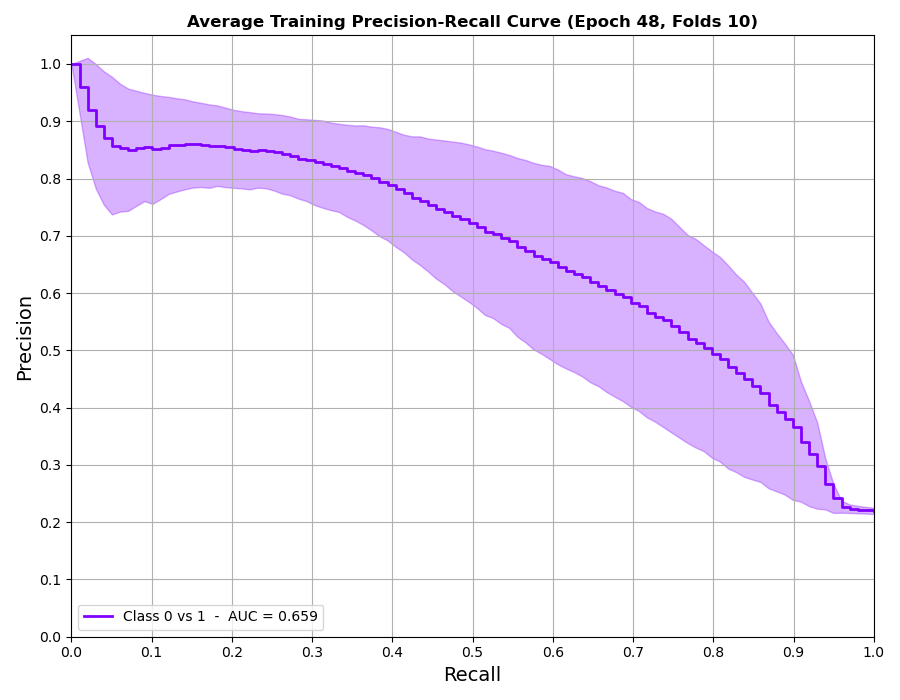 Average Training Precision-Recall Curve (Epoch 48, Folds 10)
1.0
0.9
0.8
0.7
0.6
0.5
0.4
0.3
0.2
0.1
0.0
Precision
Class 0 vs 1 - AUC = 0.659
0.0 0.1 0.2 0.3 0.4 0.5 0.6 0.7 0.8 0.9 1.0
Recall